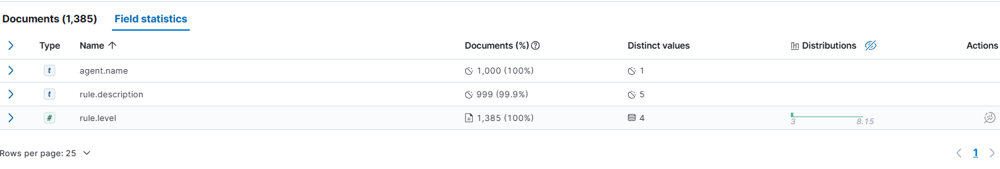 Documents (1,385) Field statistics
Type Name Documents (%) Distinct values Distributions Actions
t agent.name 1,000 (100%) 1
t rule.description 999 (99.9%) 5
# rule.level 1,385 (100%) 4
3 8.15
Rows per page: 25 1